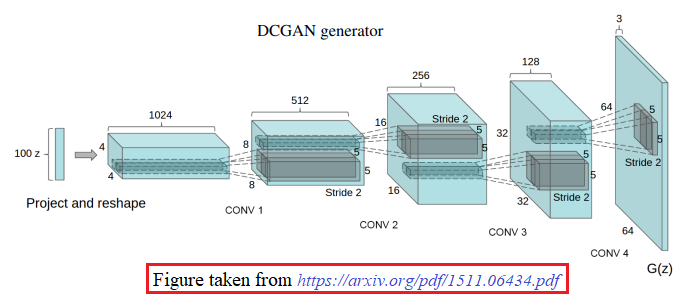 DCGAN generator
3
128
256
512
1024
64
16
Stride 2
5
5
5
32
8
5
5
5
Stride 2
100 z
4
4
5
5
8
Stride 2
16
32
Stride 2
64
Project and reshape
CONV 1
CONV 2
CONV 3
CONV 4
G(z)
Figure taken from https://arxiv.org/pdf/1511.06434.pdf